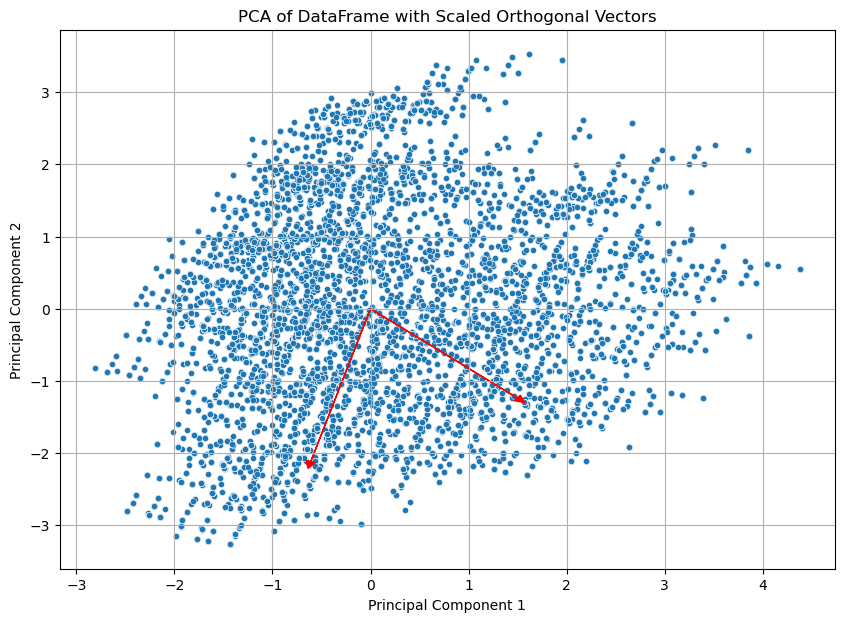 PCA of DataFrame with Scaled Orthogonal Vectors
Principal Component 2
3
2
1
0
−1
−2
−3
−3 −2 −1 0 1 2 3 4
Principal Component 1